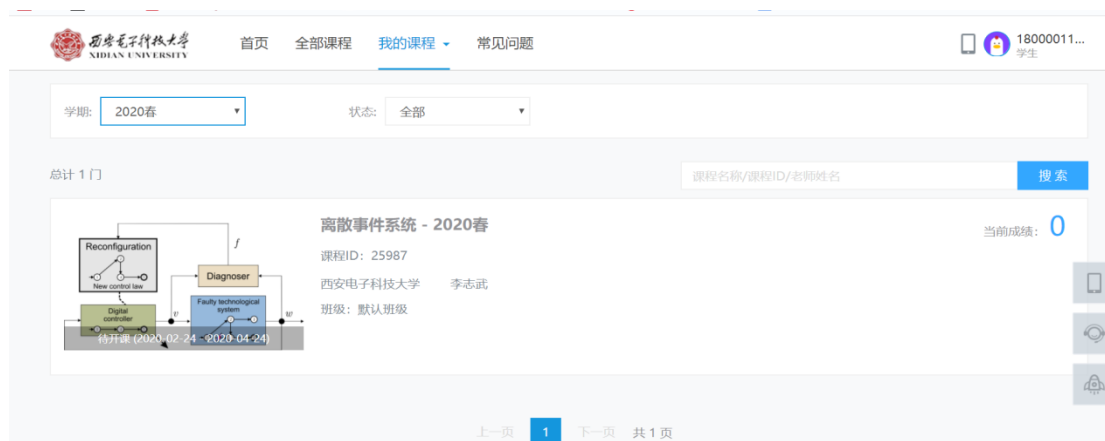 西安电子科技大学 首页 全部课程 我的课程 常见问题 18000011...
XIDIAN UNIVERSITY 学生
学期: 2020春 状态: 全部
总计 1 门 课程名称/课程ID/老师姓名 搜 索
离散事件系统 - 2020春 当前成绩: 0
课程ID: 25987
西安电子科技大学 李志武
班级: 默认班级
Reconfiguration
New control law
f
Diagnoser
Digital
controller
v
Faulty technological
system
w
待开课 (2020-02-24 - 2020-04-24)
上一页 1 下一页 共 1 页